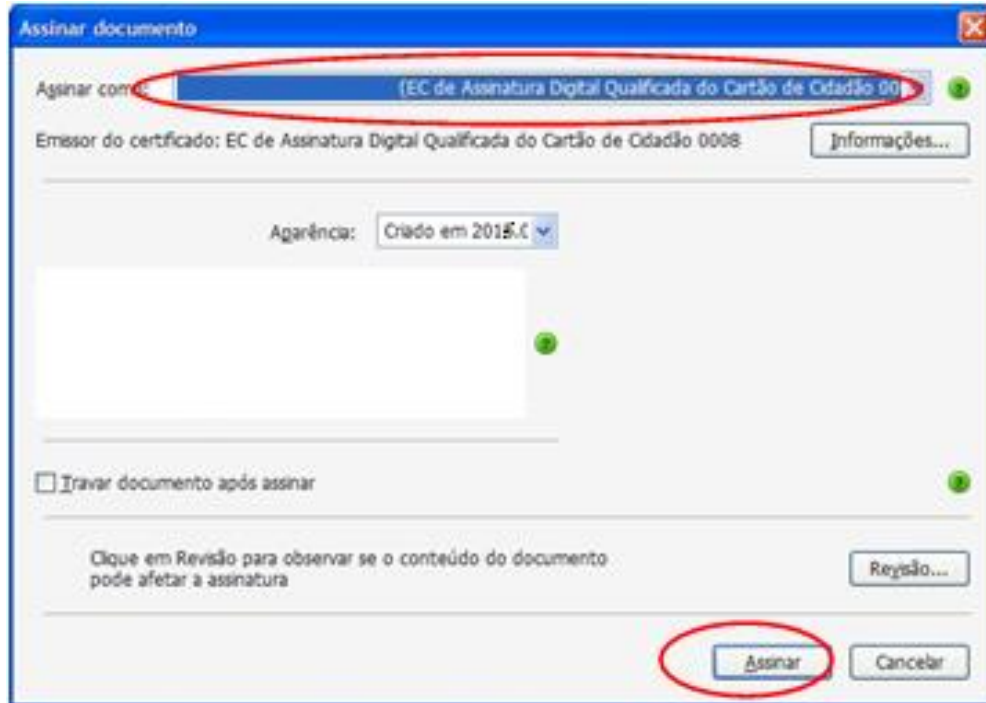 Assinar documento
Assinar como: (EC de Assinatura Digital Qualificada do Cartão de Cidadão 00
Emissor do certificado: EC de Assinatura Digital Qualificada do Cartão de Cidadão 0008 Informações...
Aparência: Criado em
Travar documento após assinar
Clique em Revisão para observar se o conteúdo do documento
pode afetar a assinatura
Revisão...
Assinar Cancelar